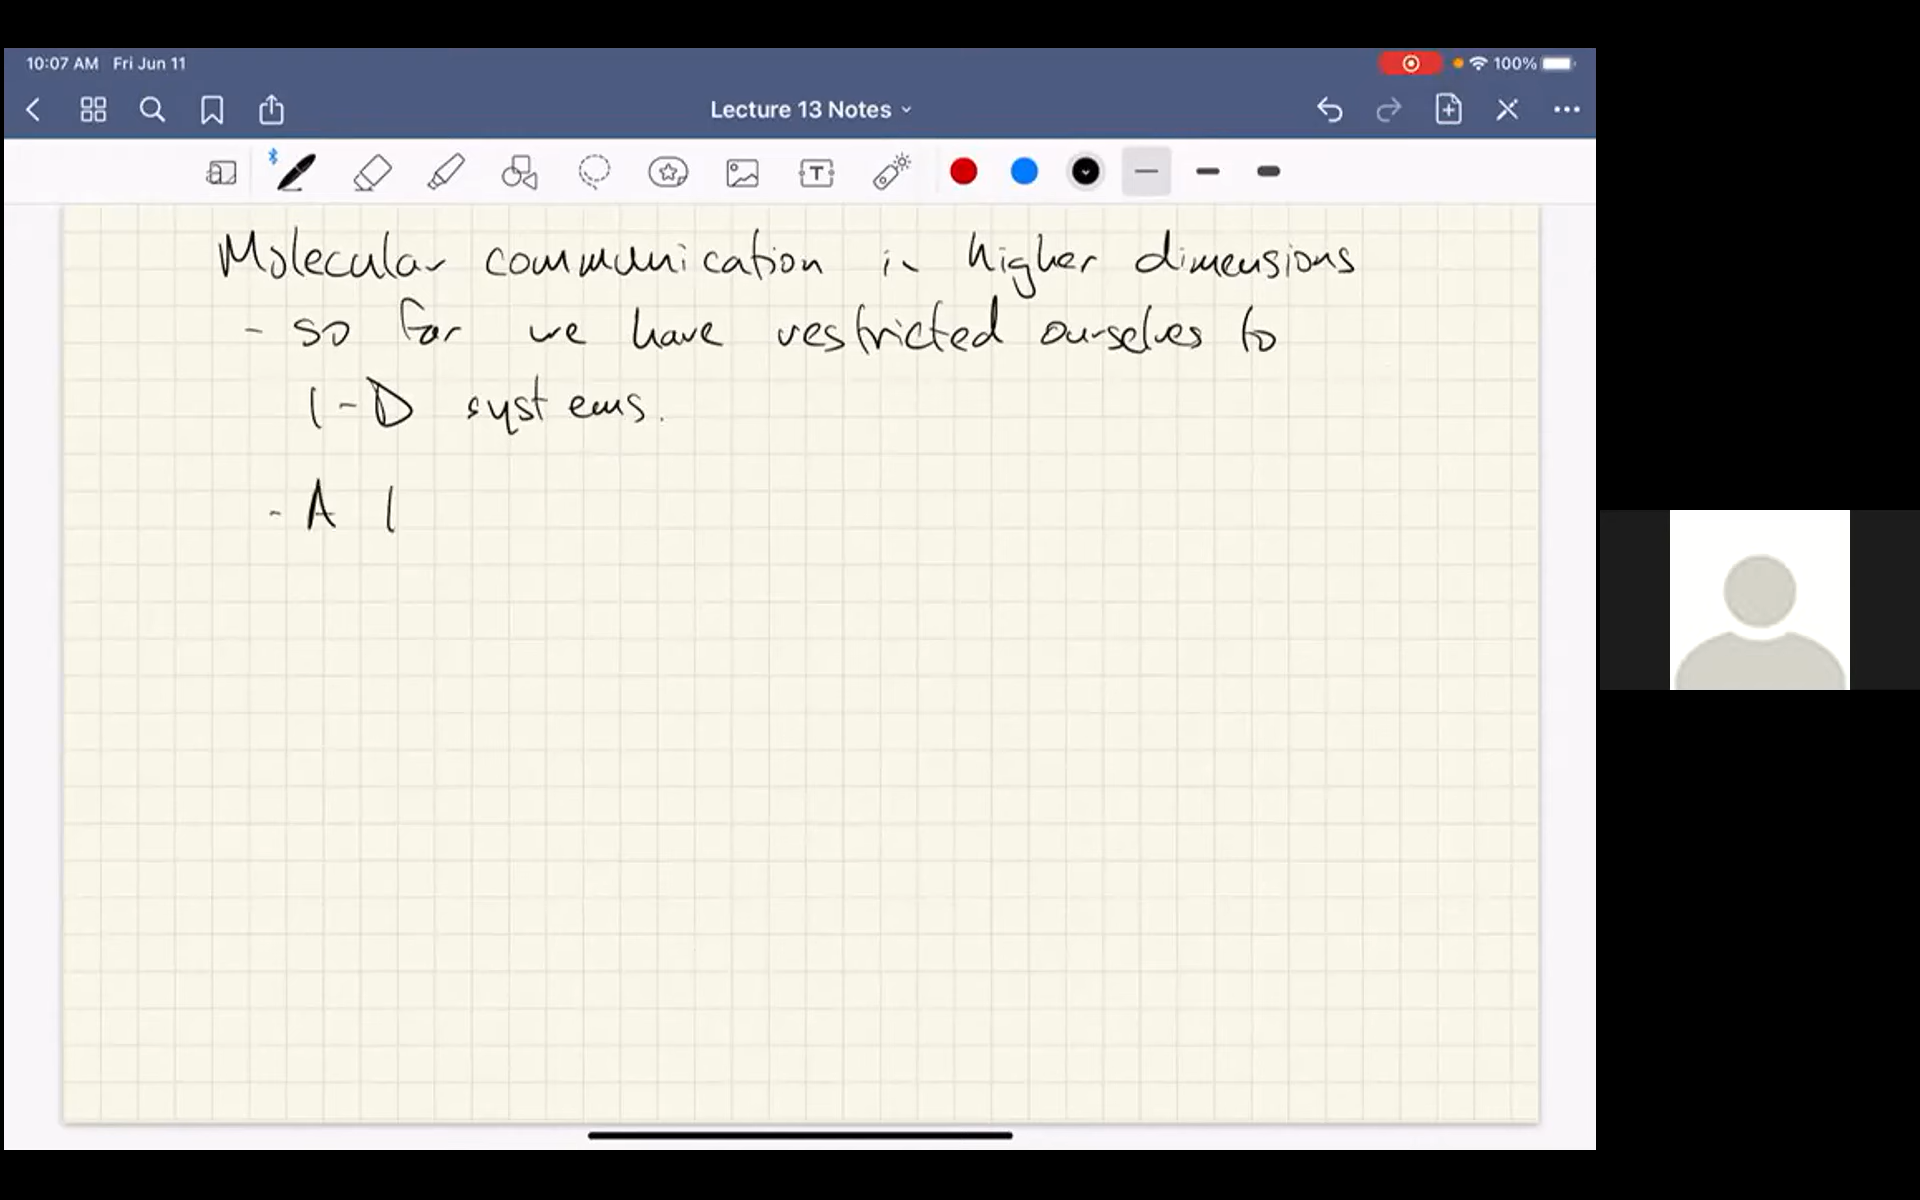 10:07 AM Fri Jun 11
100%
Lecture 13 Notes
Molecular communication in higher dimensions
- so far we have restricted ourselves to
1-D systems.
- A 1